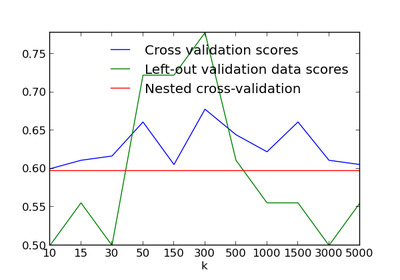 Cross validation scores
Left-out validation data scores
Nested cross-validation
0.75
0.70
0.65
0.60
0.55
0.50
10 15 30 50 150 300 500 1000 1500 3000 5000
k